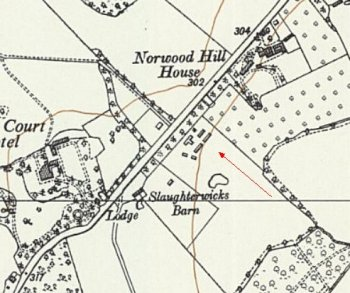 304
Norwood Hill
House
302
Court
tel
Slaughterwicks
Barn
Lodge
317